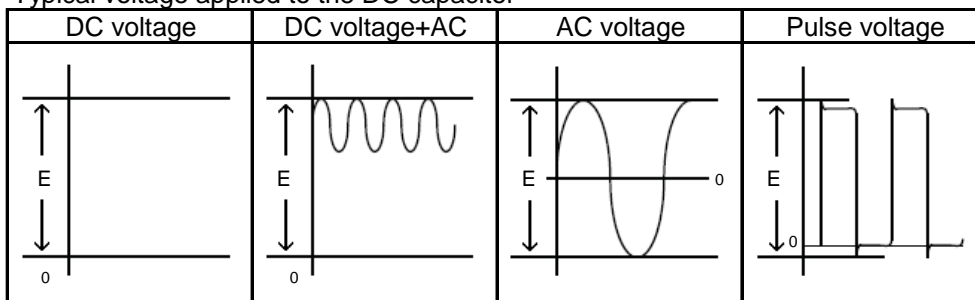 Typical voltage applied to the DC capacitor
DC voltage
DC voltage+AC
AC voltage
Pulse voltage
E
0
E
0
E
0
E
0